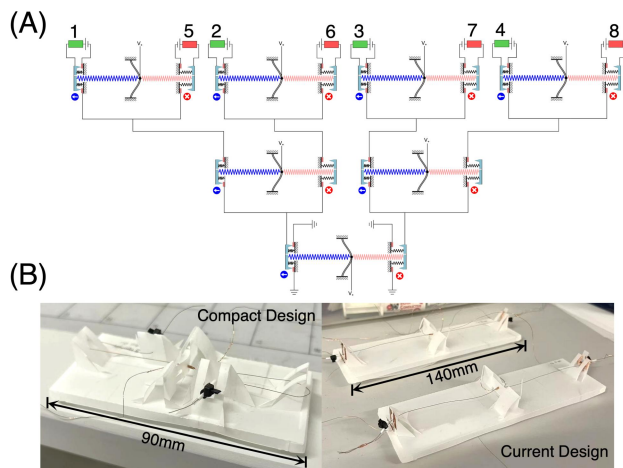 (A)
1 5 2 6 3 7 4 8
(B)
Compact Design
90mm
140mm
Current Design